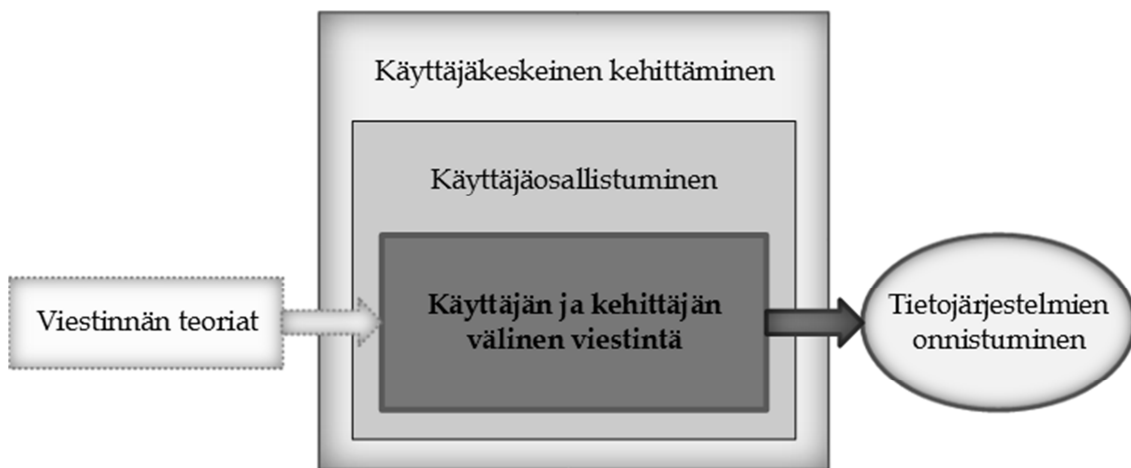 Käyttäjäkeskeinen kehittäminen
Käyttäjäosallistuminen
Viestinnän teoriat
Käyttäjän ja kehittäjän
välinen viestintä
Tietojärjestelmien
onnistuminen